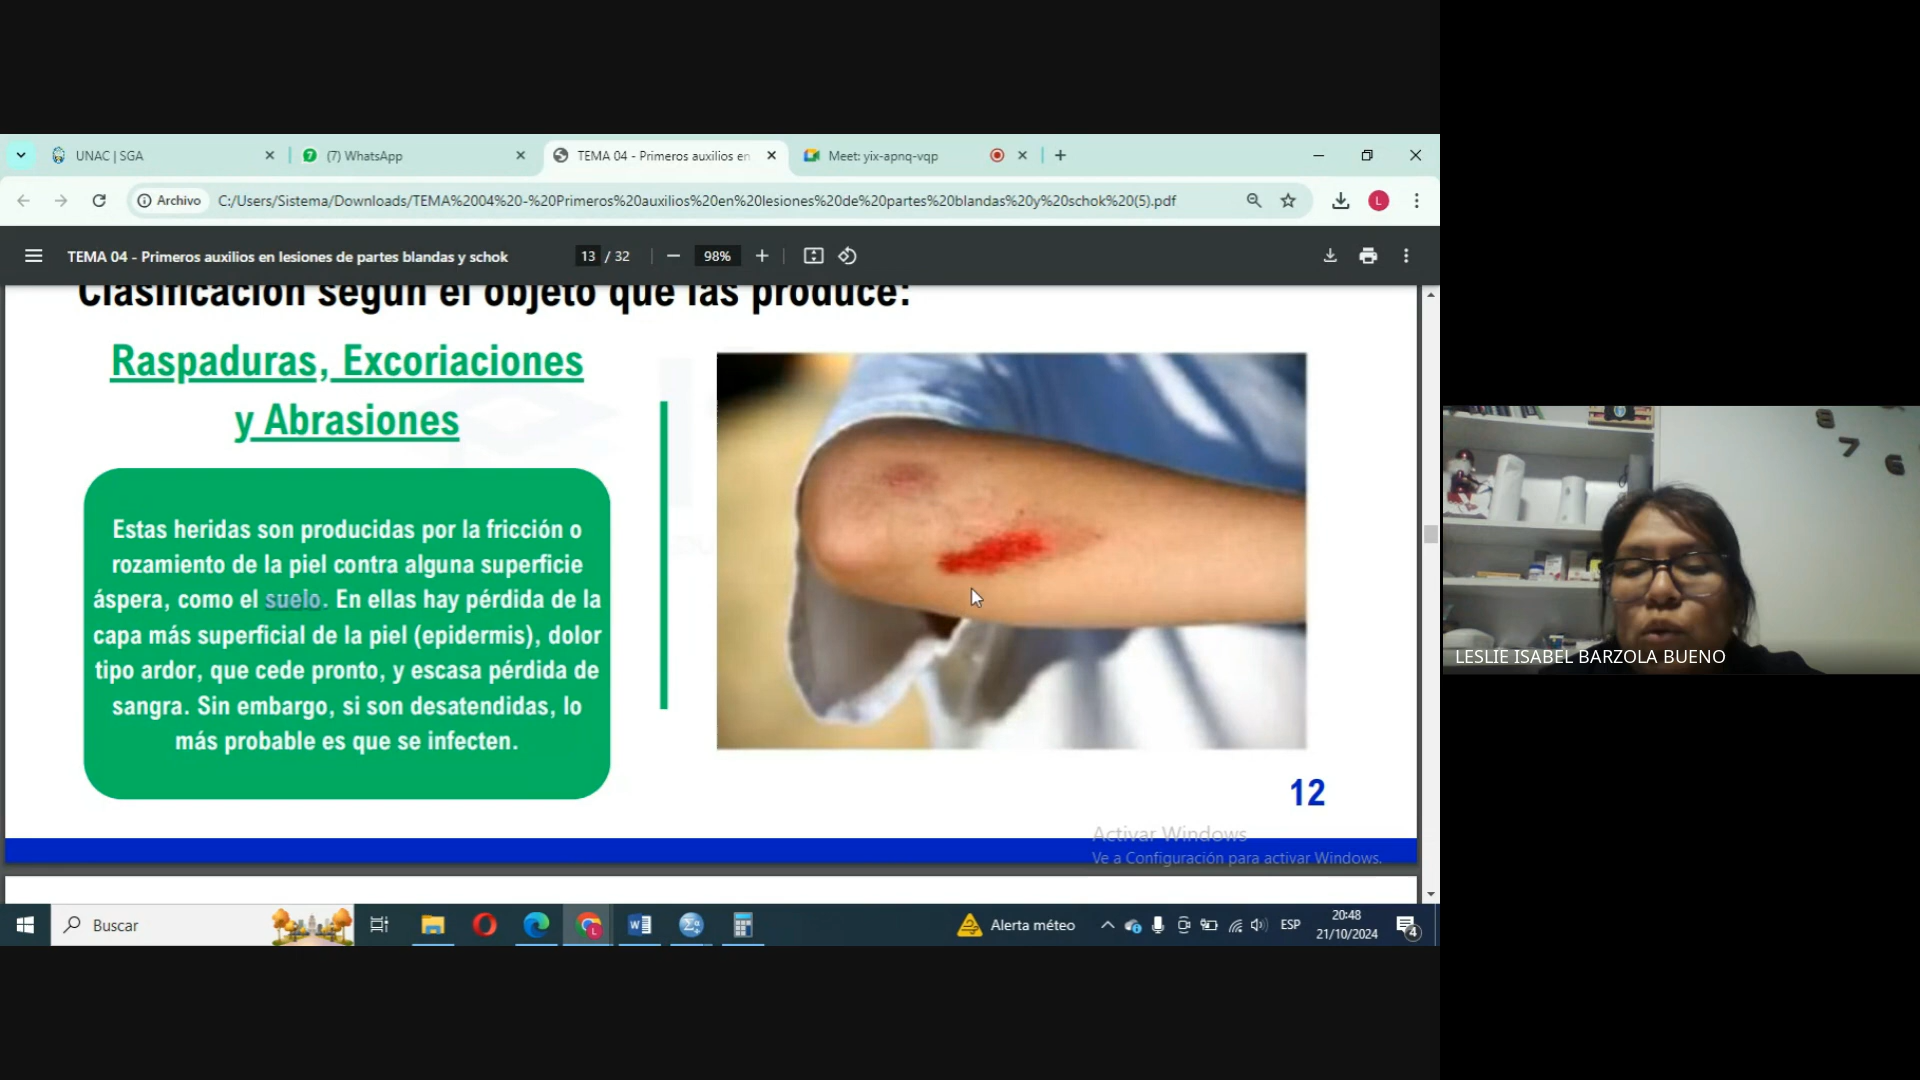 UNAC | SGA
(7) WhatsApp
TEMA 04 - Primeros auxilios en
Meet: yix-apnq-vqp
Archivo
C:/Users/Sistema/Downloads/TEMA%2004%20-%20Primeros%20auxilios%20en%20lesiones%20de%20partes%20blandas%20y%20schok%20(5).pdf
L
TEMA 04 - Primeros auxilios en lesiones de partes blandas y schok
13 / 32
98%
Clasificación según el objeto que las produce:
Raspaduras, Excoriaciones
y Abrasiones
Estas heridas son producidas por la fricción o
rozamiento de la piel contra alguna superficie
áspera, como el suelo. En ellas hay pérdida de la
capa más superficial de la piel (epidermis), dolor
tipo ardor, que cede pronto, y escasa pérdida de
sangra. Sin embargo, si son desatendidas, lo
más probable es que se infecten.
12
Activar Windows
Ve a Configuración para activar Windows.
Buscar
Alerta méteo
ESP
20:48
21/10/2024
4
8
7
6
LESLIE ISABEL BARZOLA BUENO